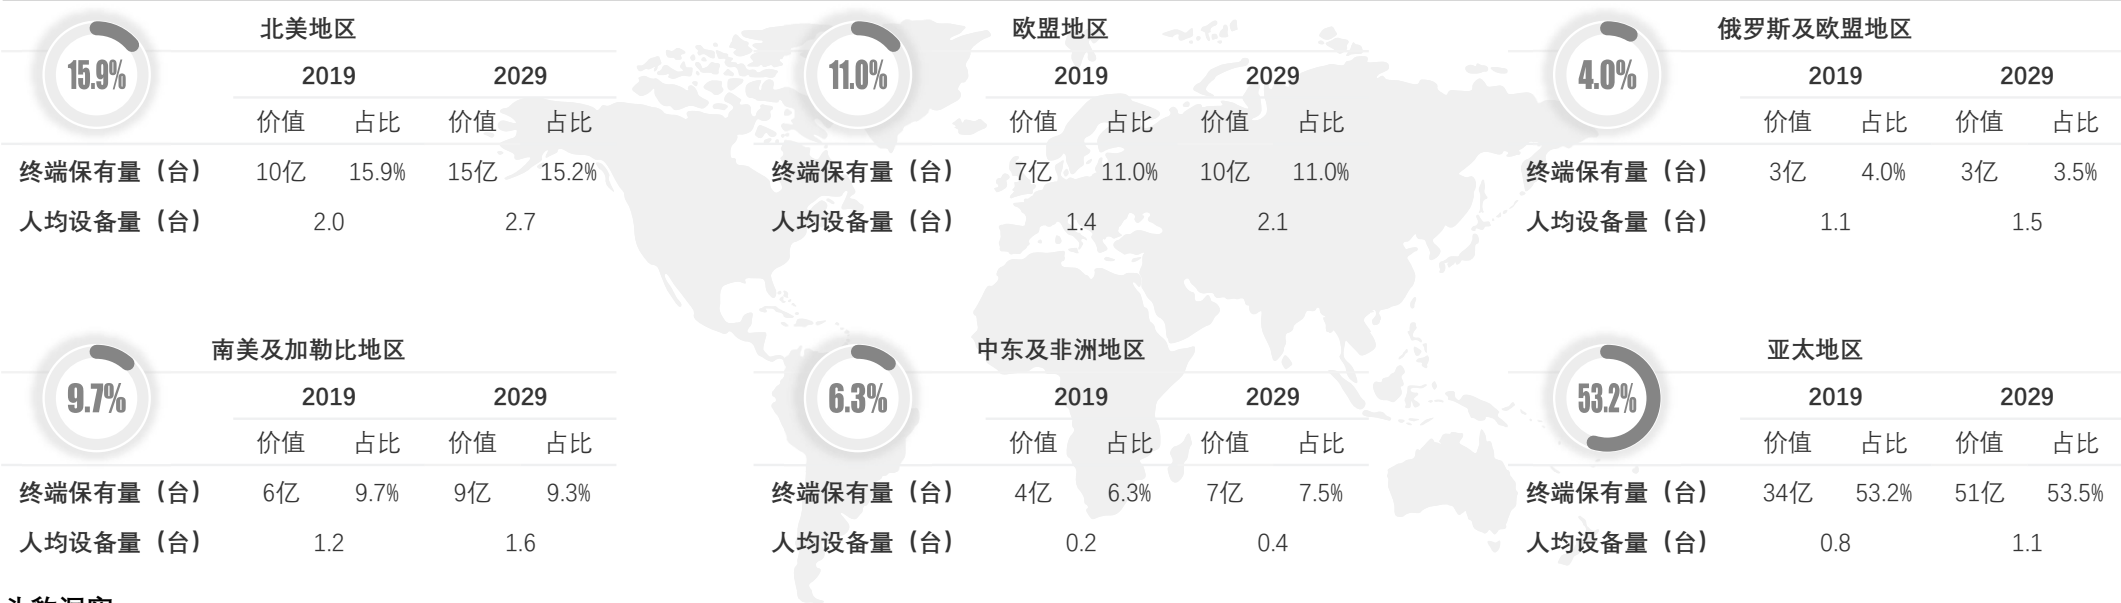 北美地区
15.9%
2019 2029
价值 占比 价值 占比
终端保有量（台） 10亿 15.9% 15亿 15.2%
人均设备量（台） 2.0 2.7
欧盟地区
11.0%
2019 2029
价值 占比 价值 占比
终端保有量（台） 7亿 11.0% 10亿 11.0%
人均设备量（台） 1.4 2.1
俄罗斯及欧盟地区
4.0%
2019 2029
价值 占比 价值 占比
终端保有量（台） 3亿 4.0% 3亿 3.5%
人均设备量（台） 1.1 1.5
南美及加勒比地区
9.7%
2019 2029
价值 占比 价值 占比
终端保有量（台） 6亿 9.7% 9亿 9.3%
人均设备量（台） 1.2 1.6
中东及非洲地区
6.3%
2019 2029
价值 占比 价值 占比
终端保有量（台） 4亿 6.3% 7亿 7.5%
人均设备量（台） 0.2 0.4
亚太地区
53.2%
2019 2029
价值 占比 价值 占比
终端保有量（台） 34亿 53.2% 51亿 53.5%
人均设备量（台） 0.8 1.1